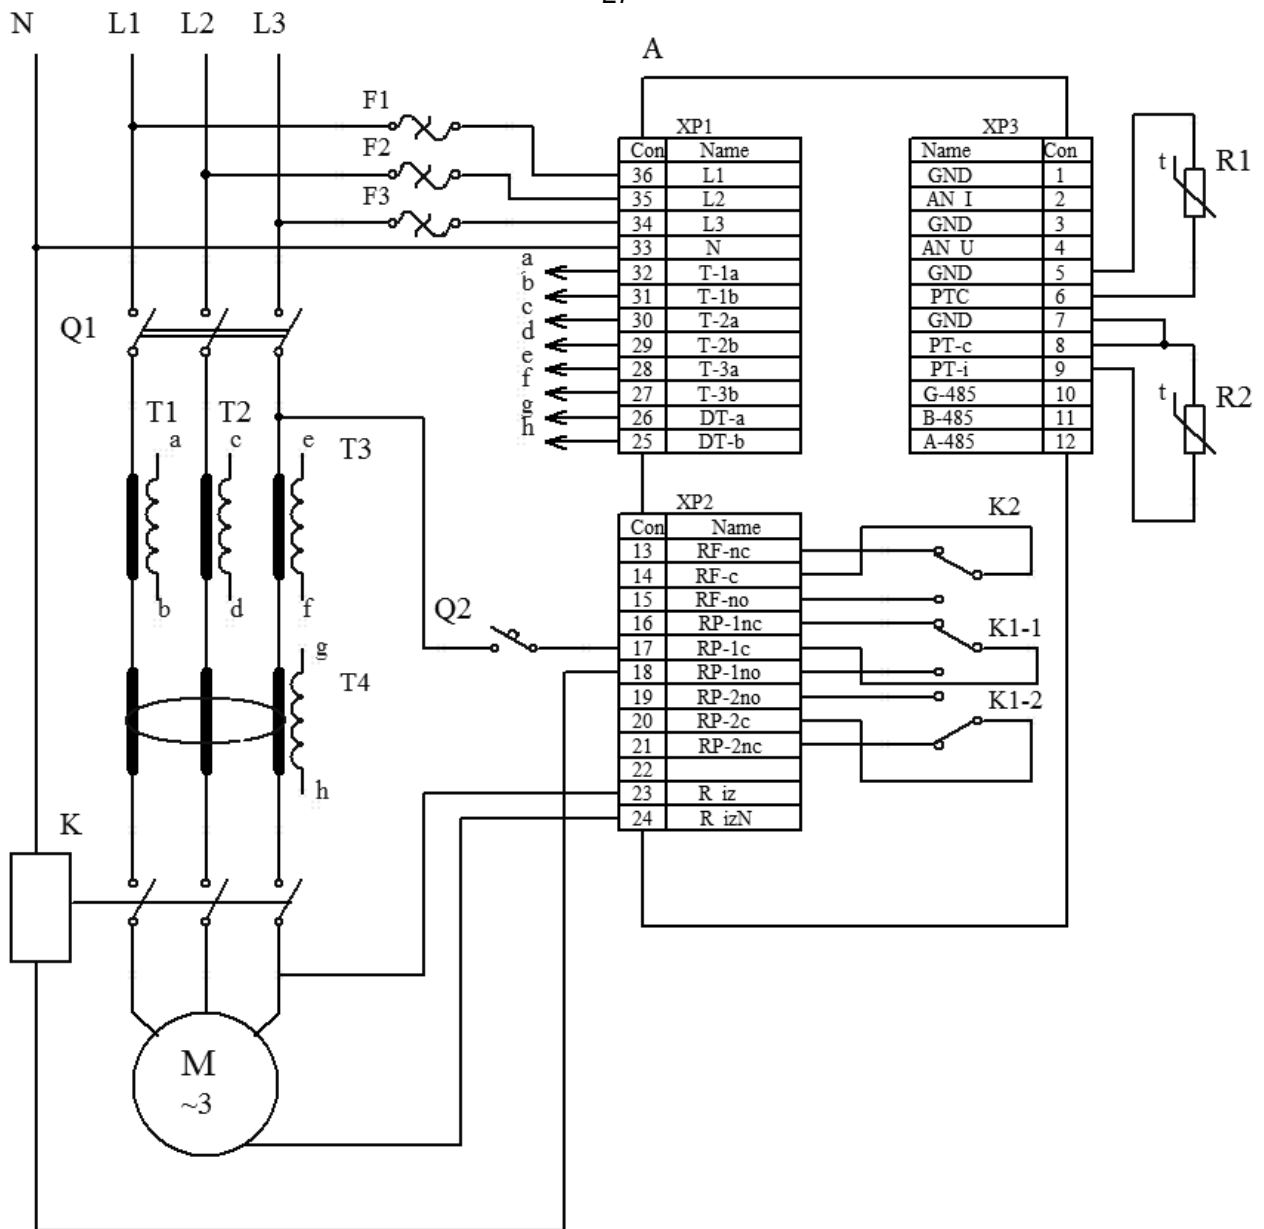 N L1 L2 L3
A
F1
F2
F3
XP1
Con Name
36 L1
35 L2
34 L3
33 N
32 T-1a
31 T-1b
30 T-2a
29 T-2b
28 T-3a
27 T-3b
26 DT-a
25 DT-b
a
b
c
d
e
f
g
h
XP3
Name Con
GND 1
AN I 2
GND 3
AN U 4
GND 5
PTC 6
GND 7
PT-c 8
PT-i 9
G-485 10
B-485 11
A-485 12
t R1
t R2
Q1
T1 T2 T3
a c e
b d f
g
T4
h
Q2
XP2
Con Name
13 RF-nc
14 RF-c
15 RF-no
16 RP-1nc
17 RP-1c
18 RP-1no
19 RP-2no
20 RP-2c
21 RP-2nc
22
23 R iz
24 R izN
K2
K1-1
K1-2
K
M
~3